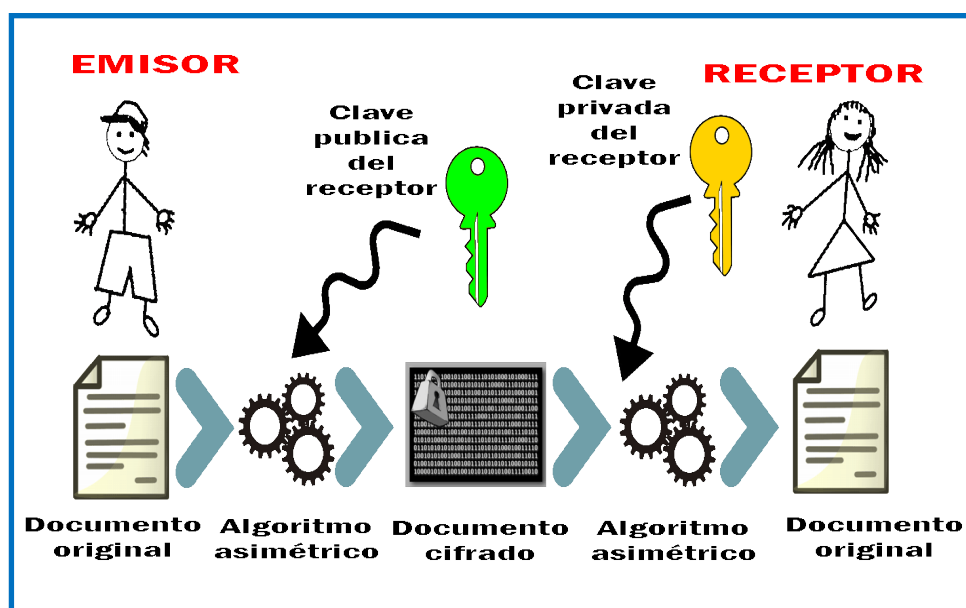 EMISOR
RECEPTOR
Clave
publica
del
receptor
Clave
privada
del
receptor
Documento
original
Algoritmo
asimétrico
Documento
cifrado
Algoritmo
asimétrico
Documento
original